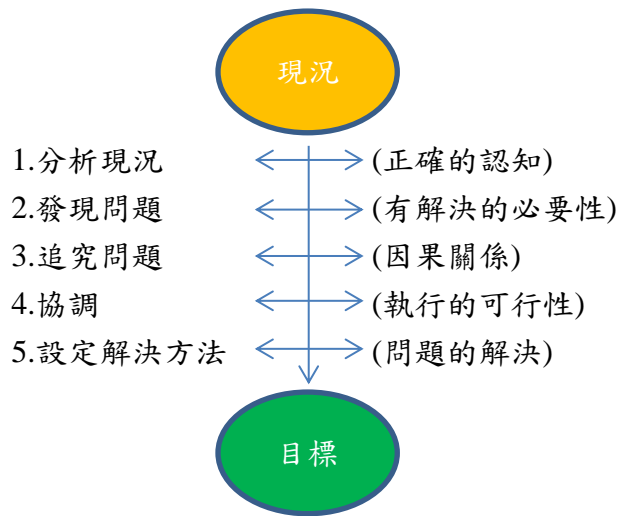 現況
1.分析現況 (正確的認知)
2.發現問題 (有解決的必要性)
3.追究問題 (因果關係)
4.協調 (執行的可行性)
5.設定解決方法 (問題的解決)
目標